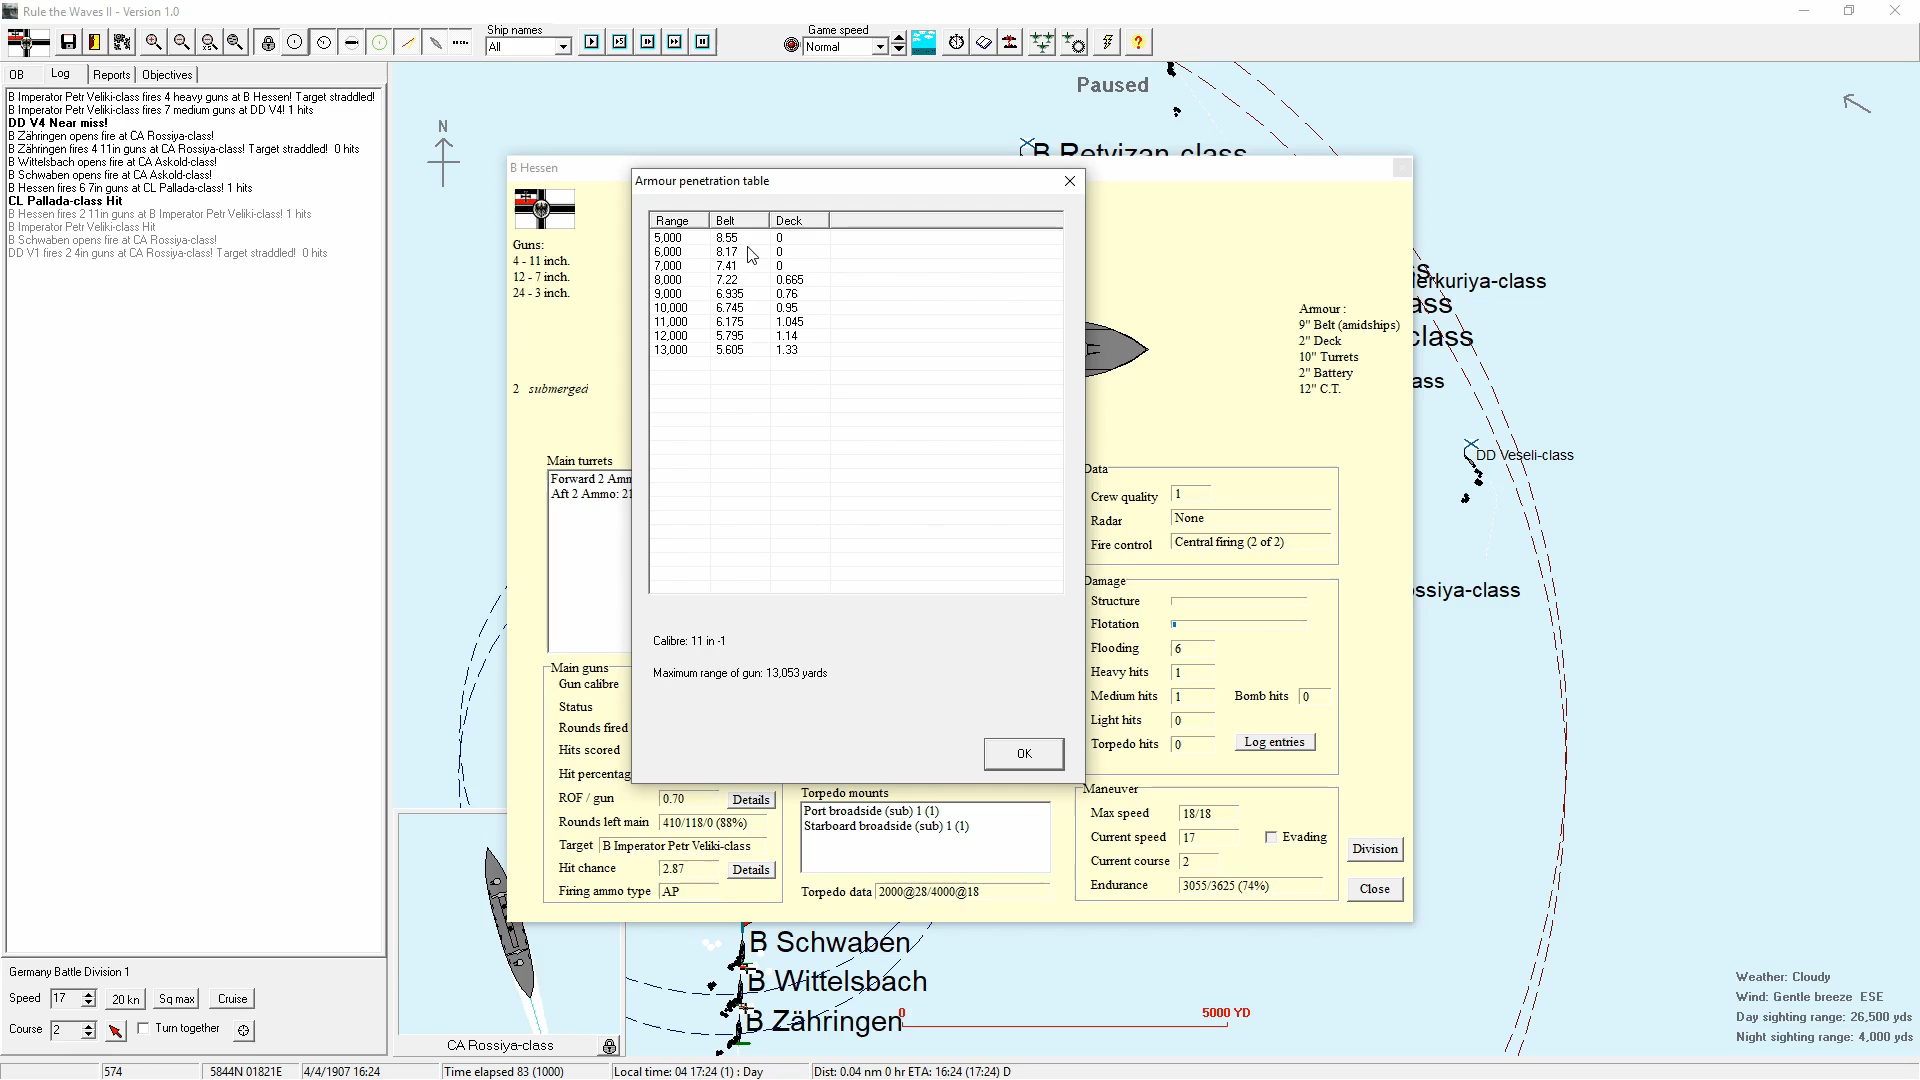 Rule the Waves II - Version 1.0
Ship names
All
Game speed
Normal
OB Log Reports Objectives
B Imperator Petr Veliki-class fires 4 heavy guns at B Hessen! Target straddled!
B Imperator Petr Veliki-class fires 7 medium guns at DD V4! 1 hits
DD V4 Near miss!
B Zähringen opens fire at CA Rossiya-class!
B Zähringen fires 4 11in guns at CA Rossiya-class! Target straddled! 0 hits
B Wittelsbach opens fire at CA Askold-class!
B Schwaben opens fire at CA Askold-class!
B Hessen fires 6 7in guns at CL Pallada-class! 1 hits
CL Pallada-class Hit
B Hessen fires 2 11in guns at B Imperator Petr Veliki-class! 1 hits
B Imperator Petr Veliki-class Hit
B Schwaben opens fire at CA Rossiya-class!
DD V1 fires 2 4in guns at CA Rossiya-class! Target straddled! 0 hits
Paused
N
B Retvizan-class
erkuriya-class
ass
class
ass
DD Veseli-class
ssiya-class
B Hessen
Guns:
4 - 11 inch.
12 - 7 inch.
24 - 3 inch.
2 submerged
Armour :
9" Belt (amidships)
2" Deck
10" Turrets
2" Battery
12" C.T.
Armour penetration table
Range Belt Deck
5,000 8.55 0
6,000 8.17 0
7,000 7.41 0
8,000 7.22 0.665
9,000 6.935 0.76
10,000 6.745 0.95
11,000 6.175 1.045
12,000 5.795 1.14
13,000 5.605 1.33
Calibre: 11 in -1
Maximum range of gun: 13,053 yards
OK
Main turrets
Forward 2 Amm
Aft 2 Ammo: 21
Main guns
Gun calibre
Status
Rounds fired
Hits scored
Hit percentag
ROF / gun 0.70 Details
Rounds left main 410/118/0 (88%)
Target B Imperator Petr Veliki-class
Hit chance 2.87 Details
Firing ammo type AP
Torpedo mounts
Port broadside (sub) 1 (1)
Starboard broadside (sub) 1 (1)
Torpedo data 2000@28/4000@18
Data
Crew quality 1
Radar None
Fire control Central firing (2 of 2)
Damage
Structure
Flotation
Flooding 6
Heavy hits 1
Medium hits 1 Bomb hits 0
Light hits 0
Torpedo hits 0 Log entries
Maneuver
Max speed 18/18
Current speed 17 Evading
Current course 2
Endurance 3055/3625 (74%)
Division
Close
B Schwaben
B Wittelsbach
B Zähringen
0 5000 YD
Weather: Cloudy
Wind: Gentle breeze ESE
Day sighting range: 26,500 yds
Night sighting range: 4,000 yds
Germany Battle Division 1
Speed 17 20 kn Sq max Cruise
Course 2 Turn together
CA Rossiya-class
574 5844N 01821E 4/4/1907 16:24 Time elapsed 83 (1000) Local time: 04 17:24 (1) : Day Dist: 0.04 nm 0 hr ETA: 16:24 (17:24) D